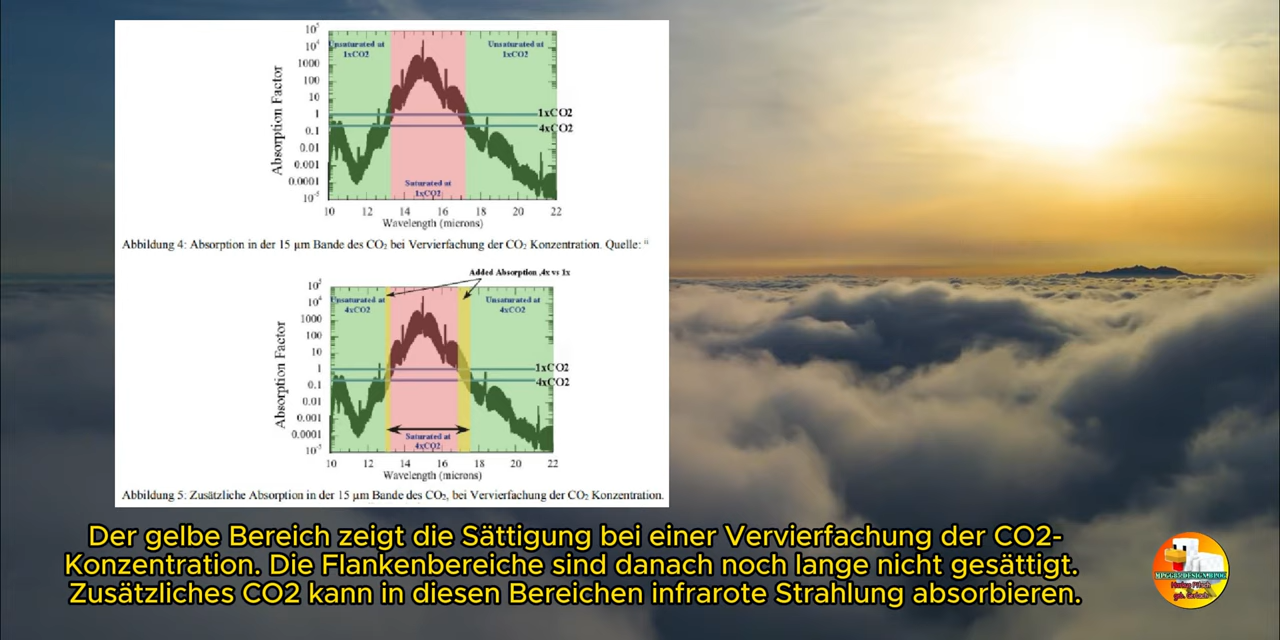 10⁵
Unsaturated at Unsaturated at
1xCO2 1xCO2
10⁴
1000
100
10
1
0.1
0.01
0.001
0.0001
10⁻⁵
Absorption Factor
1xCO2
4xCO2
Saturated at
1xCO2
10 12 14 16 18 20 22
Wavelength (microns)
Abbildung 4: Absorption in der 15 µm Bande des CO₂ bei Vervierfachung der CO₂ Konzentration. Quelle:
Added Absorption 4x vs 1x
Unsaturated at Unsaturated at
4xCO2 4xCO2
10⁴
1000
100
10
1
0.1
0.01
0.001
0.0001
Absorption Factor
1xCO2
4xCO2
Saturated at
4xCO2
10 12 14 16 18 20 22
Wavelength (microns)
Abbildung 5: Zusätzliche Absorption in der 15 µm Bande des CO₂, bei Vervierfachung der CO₂ Konzentration.
Der gelbe Bereich zeigt die Sättigung bei einer Vervierfachung der CO2-
Konzentration. Die Flankenbereiche sind danach noch lange nicht gesättigt.
Zusätzliches CO2 kann in diesen Bereichen infrarote Strahlung absorbieren.